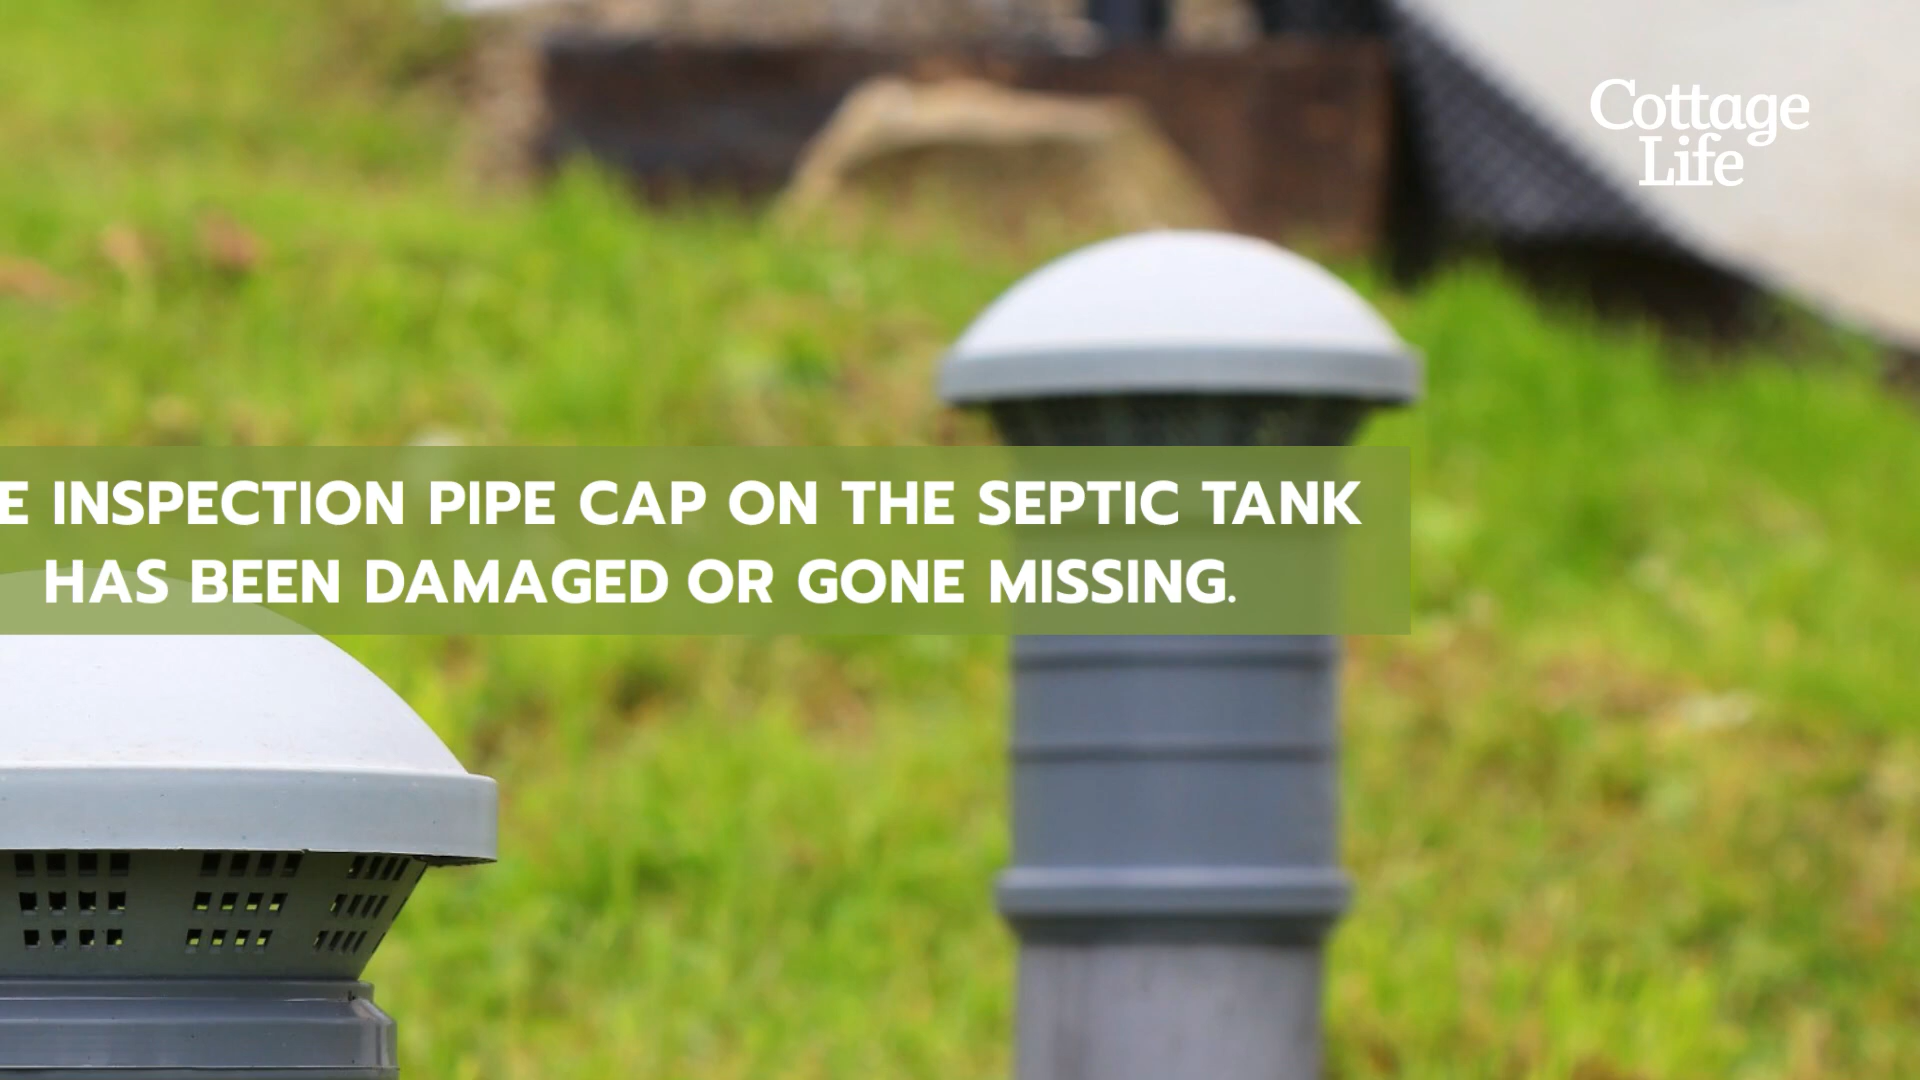 Cottage
Life
E INSPECTION PIPE CAP ON THE SEPTIC TANK
HAS BEEN DAMAGED OR GONE MISSING.